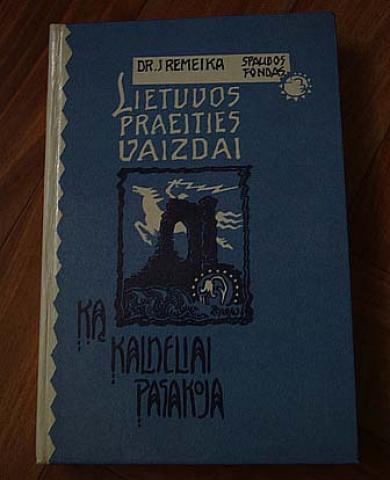 DR. J REMEIKA
SPAUDOS
FONDAS
LIETUVOS
PRAEITIES
VAIZDAI
KĄ
KALNELIAI
PASAKOJA